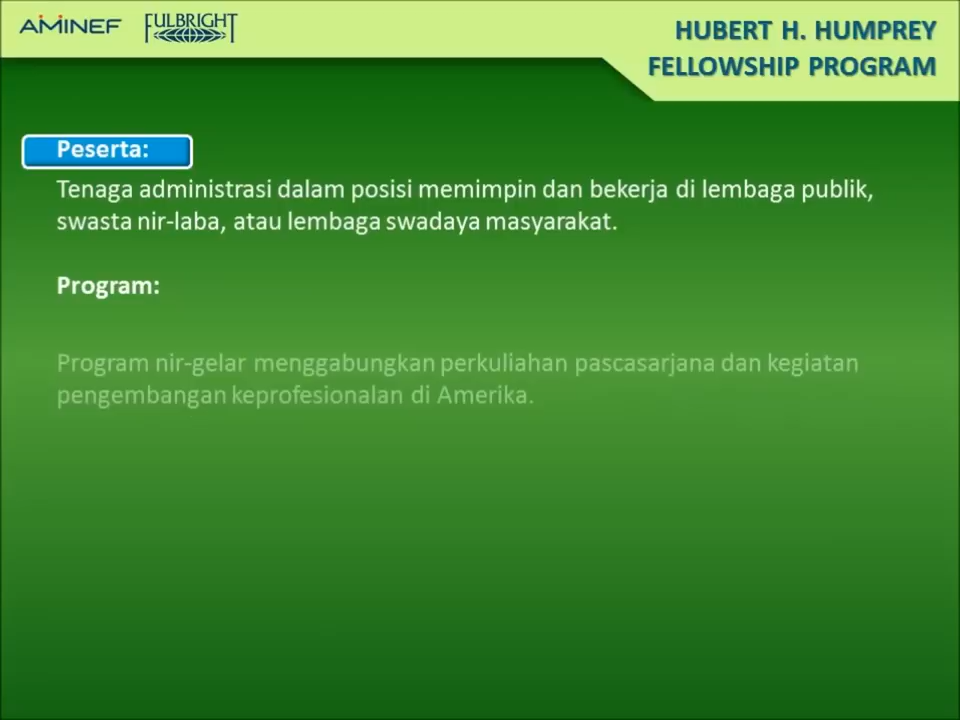 AMINEF FULBRIGHT
HUBERT H. HUMPREY
FELLOWSHIP PROGRAM
Peserta:
Tenaga administrasi dalam posisi memimpin dan bekerja di lembaga publik,
swasta nir-laba, atau lembaga swadaya masyarakat.
Program:
Program nir-gelar menggabungkan perkuliahan pascasarjana dan kegiatan
pengembangan keprofesionalan di Amerika.